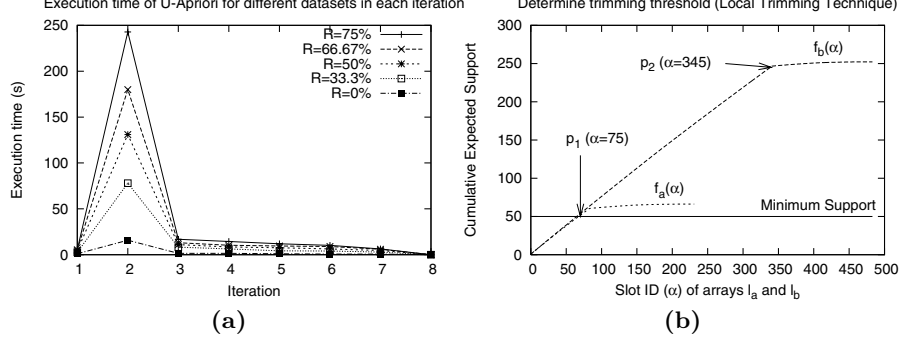 Execution time of U-Apriori for different datasets in each iteration
Execution time (s)
250
200
150
100
50
0
R=75%
R=66.67%
R=50%
R=33.3%
R=0%
1 2 3 4 5 6 7 8
Iteration
(a)
Determine trimming threshold (Local Trimming Technique)
Cumulative Expected Support
300
250
200
150
100
50
0
f_b(α)
p_2 (α=345)
p_1 (α=75)
f_a(α)
Minimum Support
0 50 100 150 200 250 300 350 400 450 500
Slot ID (α) of arrays l_a and l_b
(b)